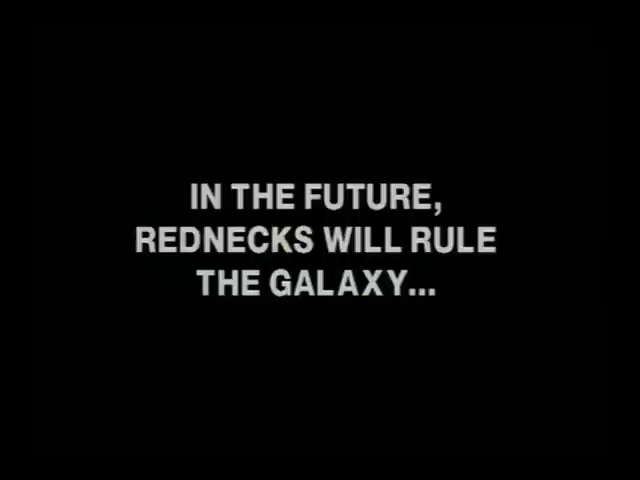 IN THE FUTURE,
REDNECKS WILL RULE
THE GALAXY...